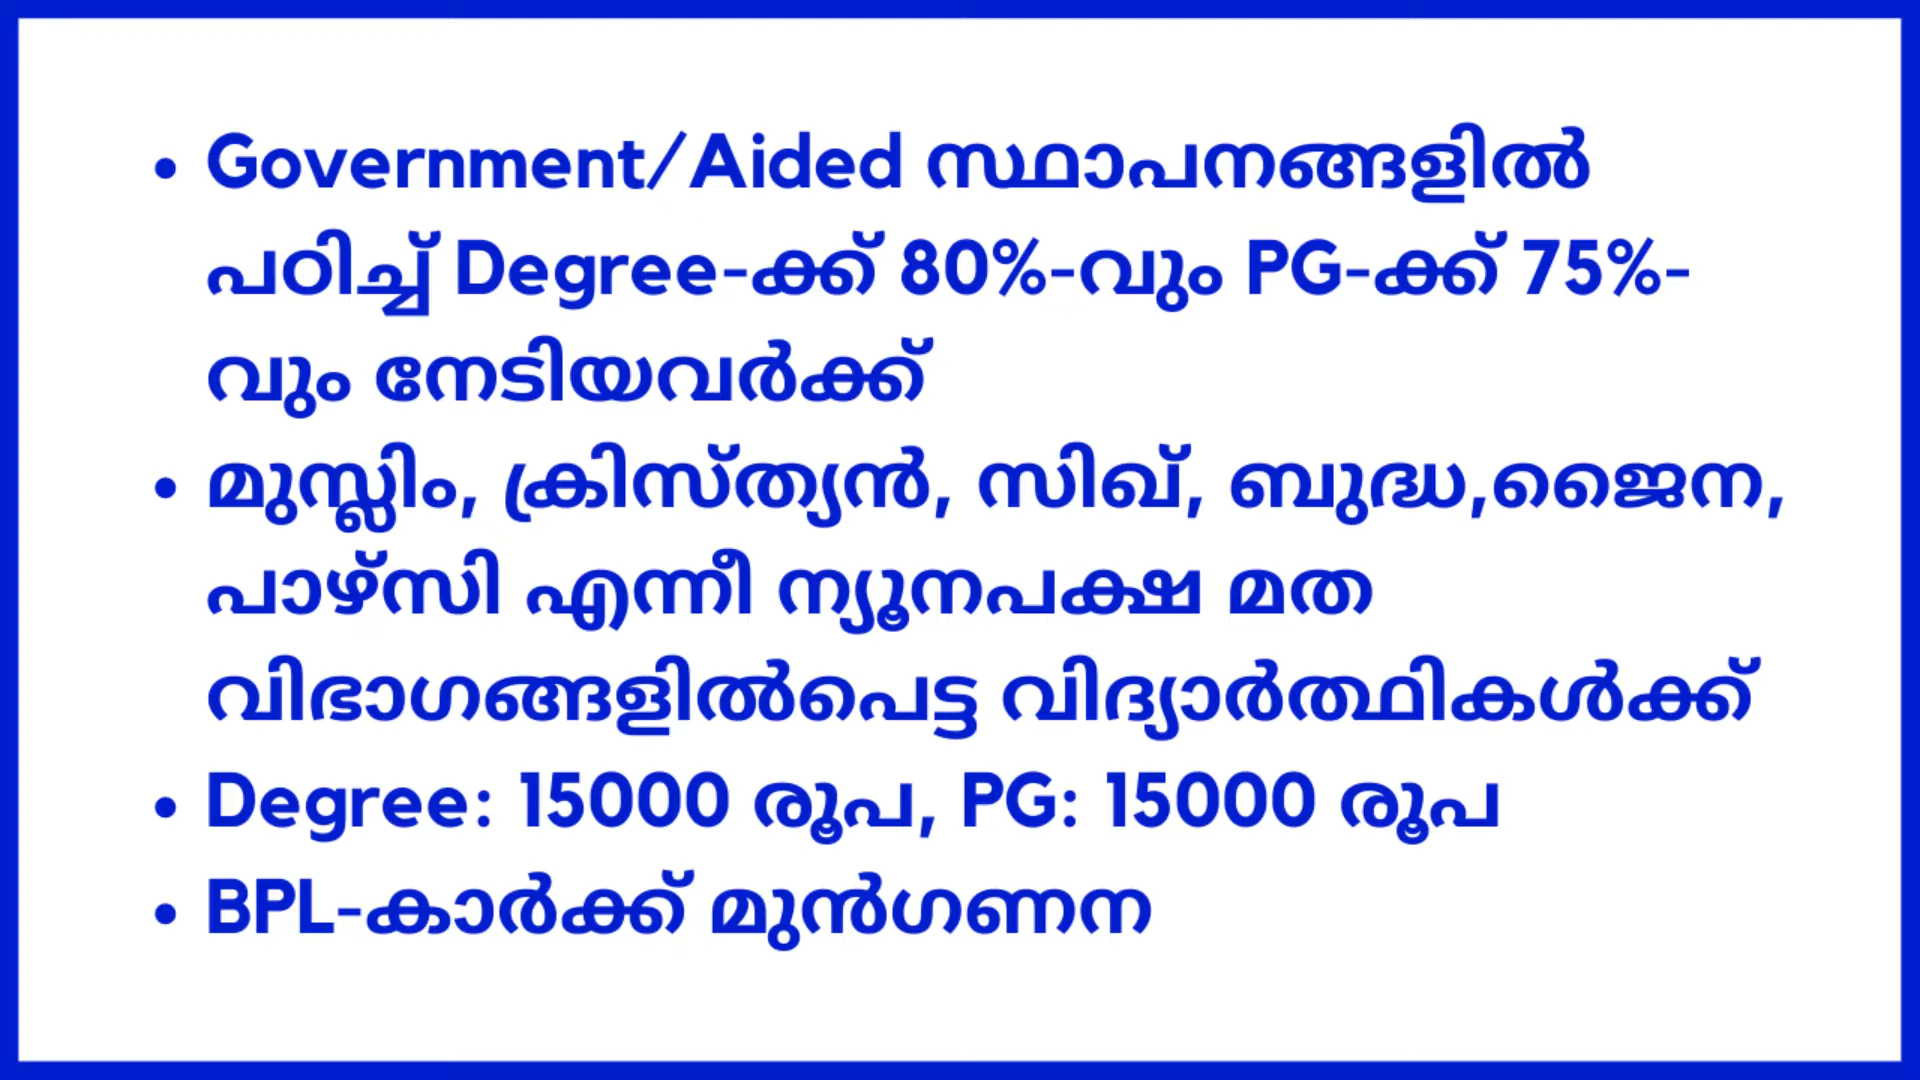 • Government/Aided സ്ഥാപനങ്ങളിൽ
പഠിച്ച് Degree-ക്ക് 80%-വും PG-ക്ക് 75%-
വും നേടിയവർക്ക്
• മുസ്ലിം, ക്രിസ്ത്യൻ, സിഖ്, ബുദ്ധ,ജൈന,
പാഴ്സി എന്നീ ന്യൂനപക്ഷ മത
വിഭാഗങ്ങളിൽപെട്ട വിദ്യാർത്ഥികൾക്ക്
• Degree: 15000 രൂപ, PG: 15000 രൂപ
• BPL-കാർക്ക് മുൻഗണന